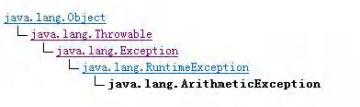 java.lang.Object
java.lang.Throwable
java.lang.Exception
java.lang.RuntimeException
java.lang.ArithmeticException